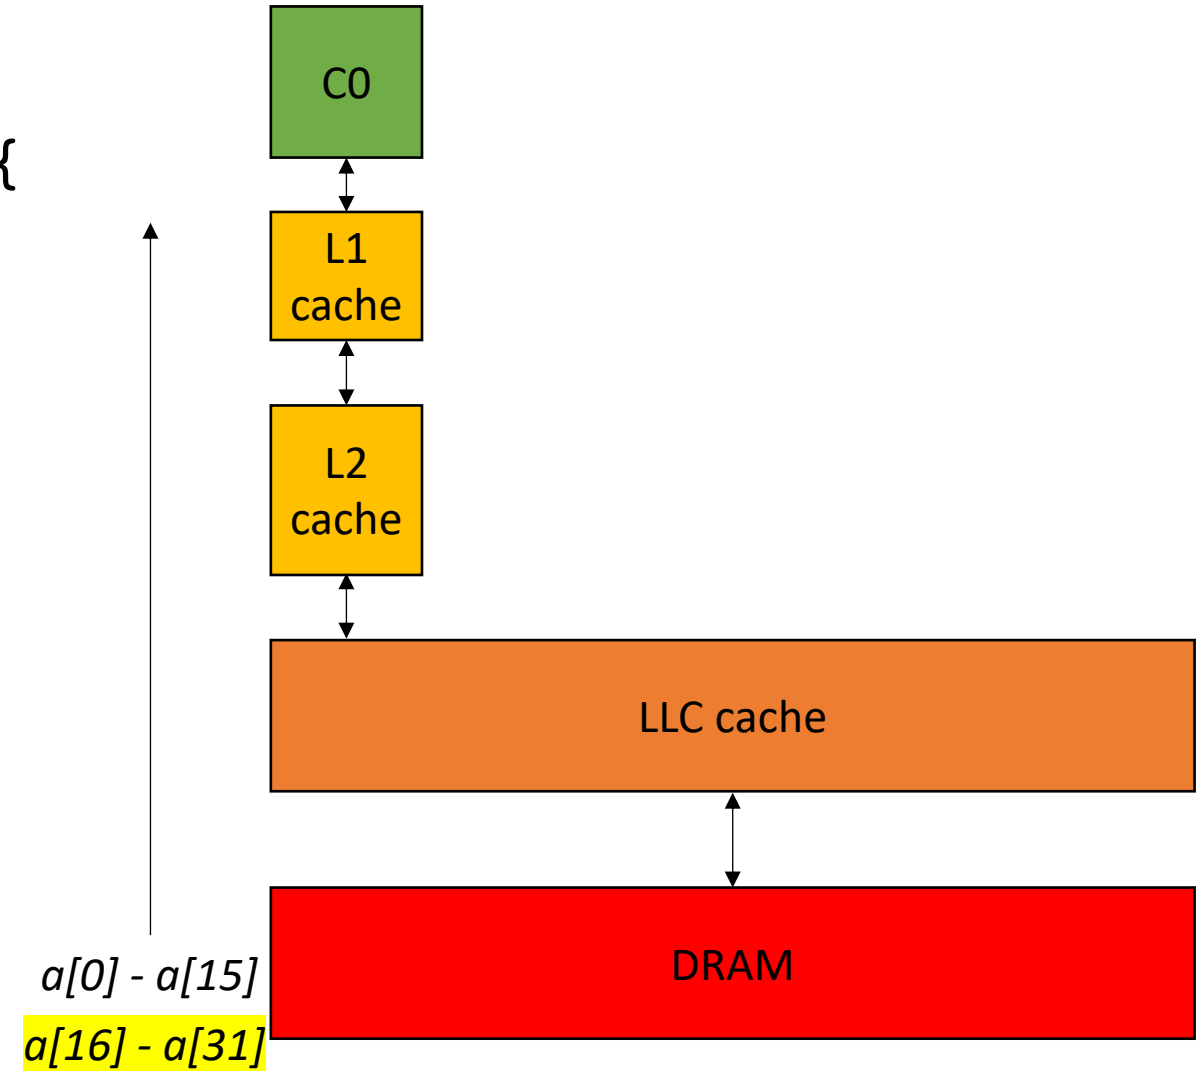 C0
{
L1
cache
L2
cache
LLC cache
DRAM
a[0] - a[15]
a[16] - a[31]